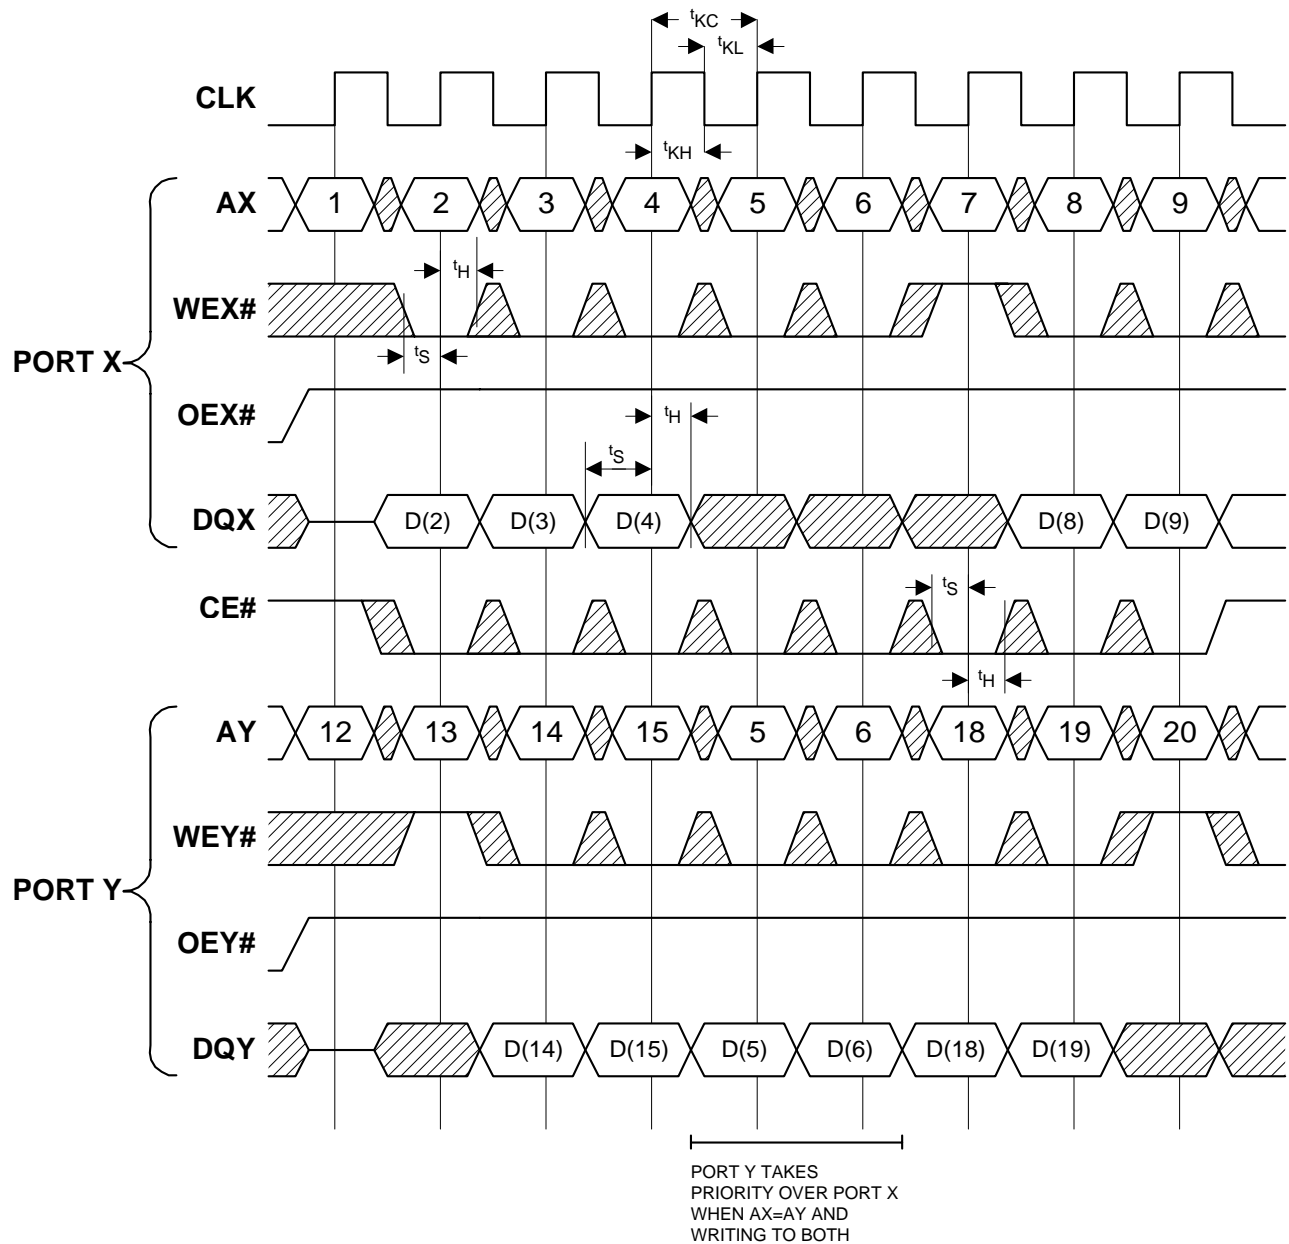 tKC
tKL
CLK
tKH
AX 1 2 3 4 5 6 7 8 9
tH
WEX#
tS
PORT X
OEX#
tH
tS
DQX D(2) D(3) D(4) D(8) D(9)
tS
CE#
tH
AY 12 13 14 15 5 6 18 19 20
WEY#
PORT Y
OEY#
DQY D(14) D(15) D(5) D(6) D(18) D(19)
PORT Y TAKES
PRIORITY OVER PORT X
WHEN AX=AY AND
WRITING TO BOTH